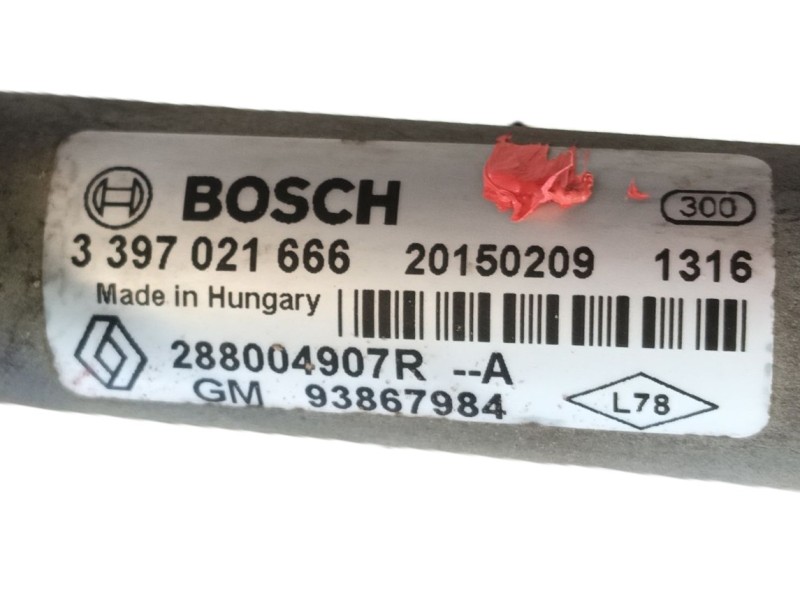 BOSCH 300
3 397 021 666 20150209 1316
Made in Hungary
288004907R --A
GM 93867984 L78